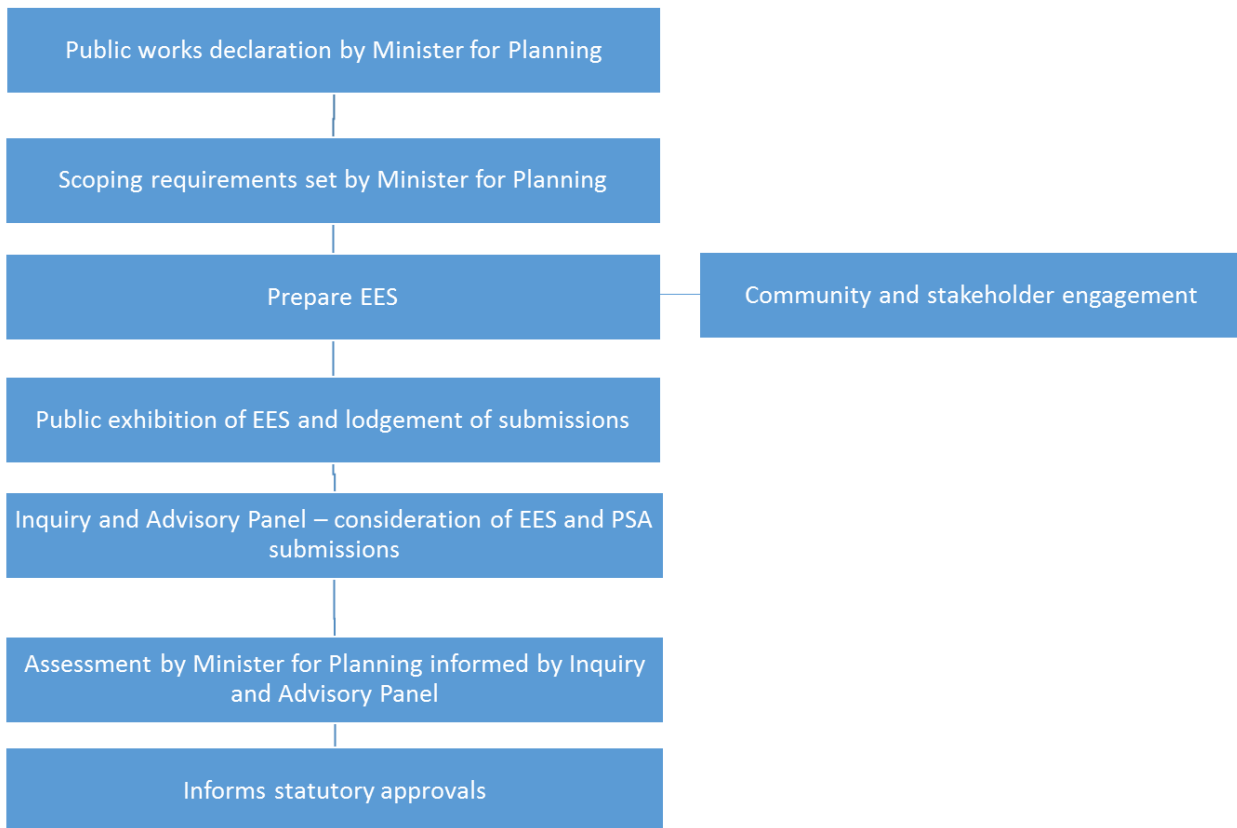 Public works declaration by Minister for Planning
Scoping requirements set by Minister for Planning
Prepare EES
Community and stakeholder engagement
Public exhibition of EES and lodgement of submissions
Inquiry and Advisory Panel – consideration of EES and PSA
submissions
Assessment by Minister for Planning informed by Inquiry
and Advisory Panel
Informs statutory approvals